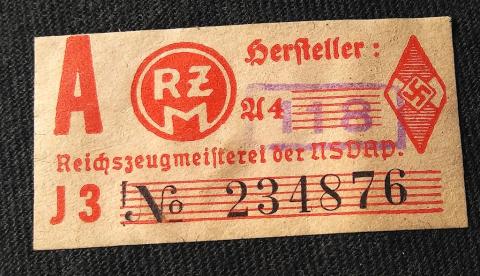 A RZM Hersteller:
A4 118
Reichszeugmeisterei der NSDAP.
J3 No 234876